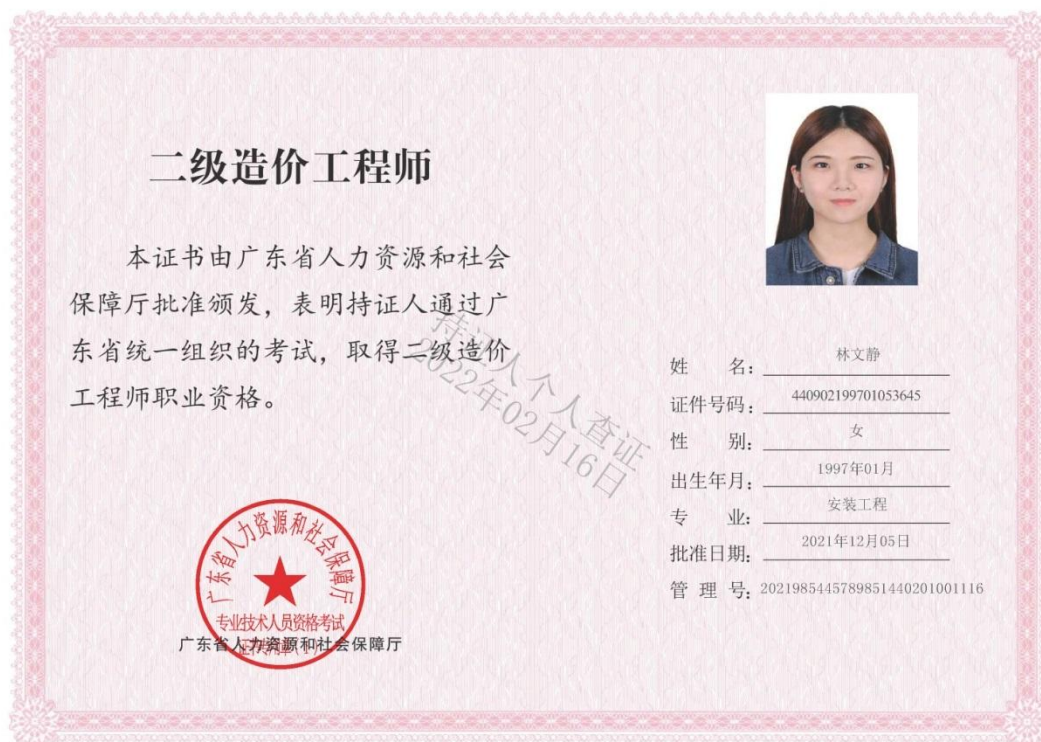 二级造价工程师
本证书由广东省人力资源和社会
保障厅批准颁发，表明持证人通过广
东省统一组织的考试，取得二级造价
工程师职业资格。
持证人个人查证
2022年02月16日
姓 名：林文静
证件号码：440902199701053645
性 别：女
出生年月：1997年01月
专 业：安装工程
批准日期：2021年12月05日
管 理 号：2021985445789851440201001116
广东省人力资源和社会保障厅
专业技术人员资格考试
广东省人力资源和社会保障厅